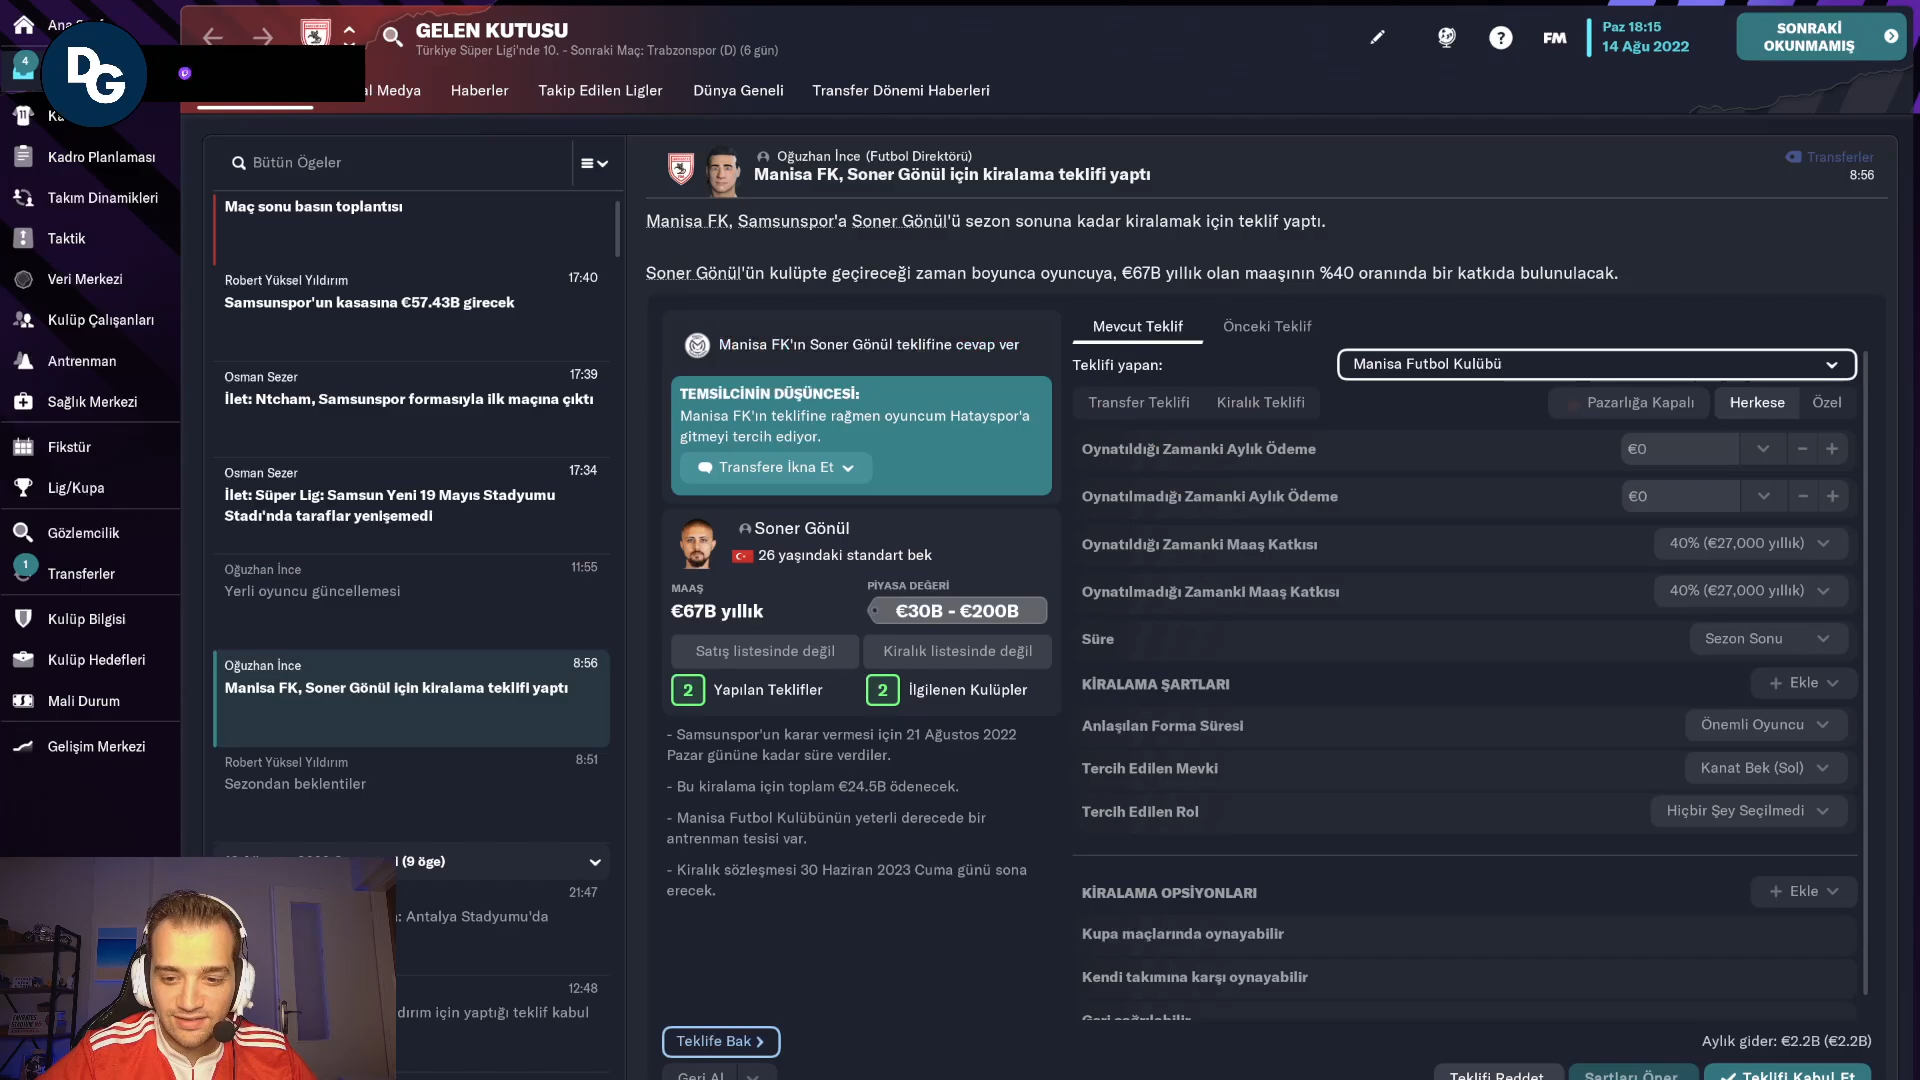 GELEN KUTUSU
Türkiye Süper Ligi'nde 10. - Sonraki Maç: Trabzonspor (D) (6 gün)
FM
Paz 18:15
14 Ağu 2022
SONRAKİ
OKUNMAMIŞ
4
DG
al Medya
Haberler
Takip Edilen Ligler
Dünya Geneli
Transfer Dönemi Haberleri
Kadro Planlaması
Takım Dinamikleri
Taktik
Veri Merkezi
Kulüp Çalışanları
Antrenman
Sağlık Merkezi
Fikstür
Lig/Kupa
Gözlemcilik
1
Transferler
Kulüp Bilgisi
Kulüp Hedefleri
Mali Durum
Gelişim Merkezi
Bütün Ögeler
Maç sonu basın toplantısı
Robert Yüksel Yıldırım 17:40
Samsunspor'un kasasına €57.43B girecek
Osman Sezer 17:39
İlet: Ntcham, Samsunspor formasıyla ilk maçına çıktı
Osman Sezer 17:34
İlet: Süper Lig: Samsun Yeni 19 Mayıs Stadyumu
Stadı'nda taraflar yenişemedi
Oğuzhan İnce 11:55
Yerli oyuncu güncellemesi
Oğuzhan İnce 8:56
Manisa FK, Soner Gönül için kiralama teklifi yaptı
Robert Yüksel Yıldırım 8:51
Sezondan beklentiler
(9 öge)
21:47
Antalya Stadyumu'da
12:48
dırım için yaptığı teklif kabul
Oğuzhan İnce (Futbol Direktörü)
Transferler
Manisa FK, Soner Gönül için kiralama teklifi yaptı
8:56
Manisa FK, Samsunspor'a Soner Gönül'ü sezon sonuna kadar kiralamak için teklif yaptı.
Soner Gönül'ün kulüpte geçireceği zaman boyunca oyuncuya, €67B yıllık olan maaşının %40 oranında bir katkıda bulunulacak.
Manisa FK'ın Soner Gönül teklifine cevap ver
TEMSİLCİNİN DÜŞÜNCESİ:
Manisa FK'ın teklifine rağmen oyuncum Hatayspor'a
gitmeyi tercih ediyor.
Transfere İkna Et
Soner Gönül
26 yaşındaki standart bek
MAAŞ
PİYASA DEĞERİ
€67B yıllık
€30B - €200B
Satış listesinde değil
Kiralık listesinde değil
2 Yapılan Teklifler
2 İlgilenen Kulüpler
- Samsunspor'un karar vermesi için 21 Ağustos 2022
Pazar gününe kadar süre verdiler.
- Bu kiralama için toplam €24.5B ödenecek.
- Manisa Futbol Kulübünün yeterli derecede bir
antrenman tesisi var.
- Kiralık sözleşmesi 30 Haziran 2023 Cuma günü sona
erecek.
Teklife Bak
Geri Al
Mevcut Teklif
Önceki Teklif
Teklifi yapan:
Manisa Futbol Kulübü
Transfer Teklifi
Kiralık Teklifi
Pazarlığa Kapalı
Herkese
Özel
Oynatıldığı Zamanki Aylık Ödeme
€0
Oynatılmadığı Zamanki Aylık Ödeme
€0
Oynatıldığı Zamanki Maaş Katkısı
40% (€27,000 yıllık)
Oynatılmadığı Zamanki Maaş Katkısı
40% (€27,000 yıllık)
Süre
Sezon Sonu
KİRALAMA ŞARTLARI
Ekle
Anlaşılan Forma Süresi
Önemli Oyuncu
Tercih Edilen Mevki
Kanat Bek (Sol)
Tercih Edilen Rol
Hiçbir Şey Seçilmedi
KİRALAMA OPSİYONLARI
Ekle
Kupa maçlarında oynayabilir
Kendi takımına karşı oynayabilir
Geri çağrılabilir
Aylık gider: €2.2B (€2.2B)
Teklifi Reddet
Şartları Öner
Teklifi Kabul Et